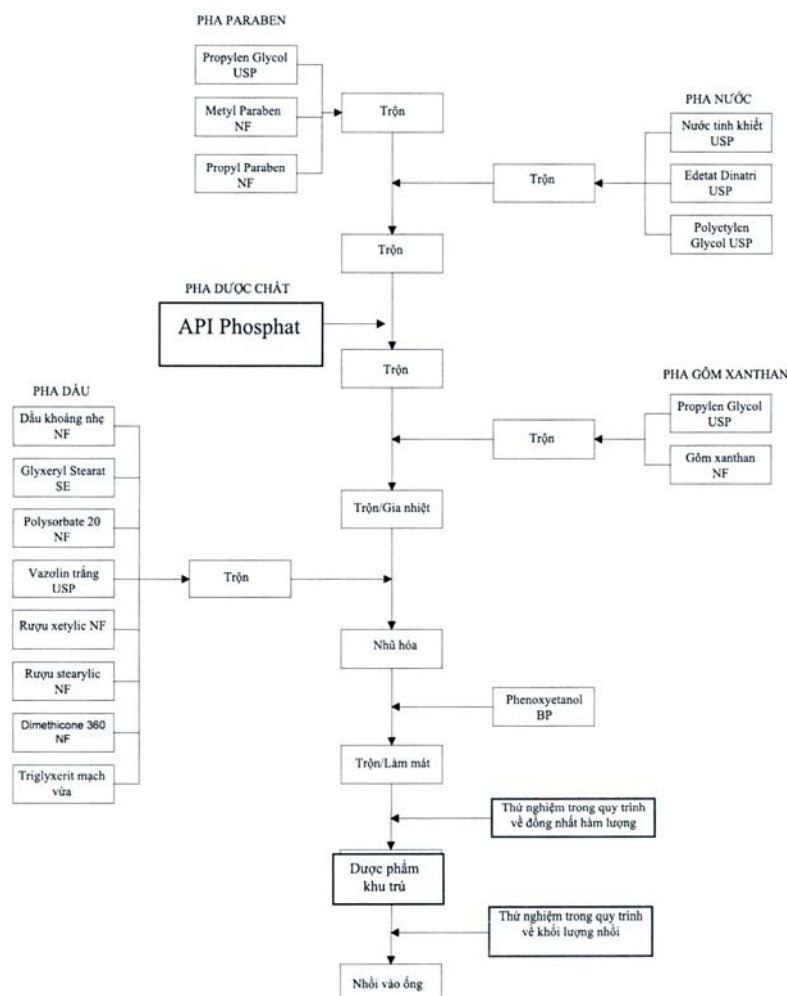 PHA PARABEN
Propylen Glycol
USP
Metyl Paraben
NF
Propyl Paraben
NF
Trộn
PHA NƯỚC
Nước tinh khiết
USP
Edetat Dinatri
USP
Polyetylen
Glycol USP
Trộn
Trộn
PHA DƯỢC CHẤT
API Phosphat
Trộn
PHA GÔM XANTHAN
Propylen Glycol
USP
Gôm xanthan
NF
Trộn
Trộn/Gia nhiệt
PHA DẦU
Dầu khoáng nhẹ
NF
Glyxeryl Stearat
SE
Polysorbate 20
NF
Vazơlin trắng
USP
Rượu xetylic NF
Rượu stearylic
NF
Dimethicone 360
NF
Triglyxerit mạch
vừa
Trộn
Nhũ hóa
Phenoxyetanol
BP
Trộn/Làm mát
Thử nghiệm trong quy trình
về đồng nhất hàm lượng
Dược phẩm
khu trú
Thử nghiệm trong quy trình
về khối lượng nhồi
Nhồi vào ống